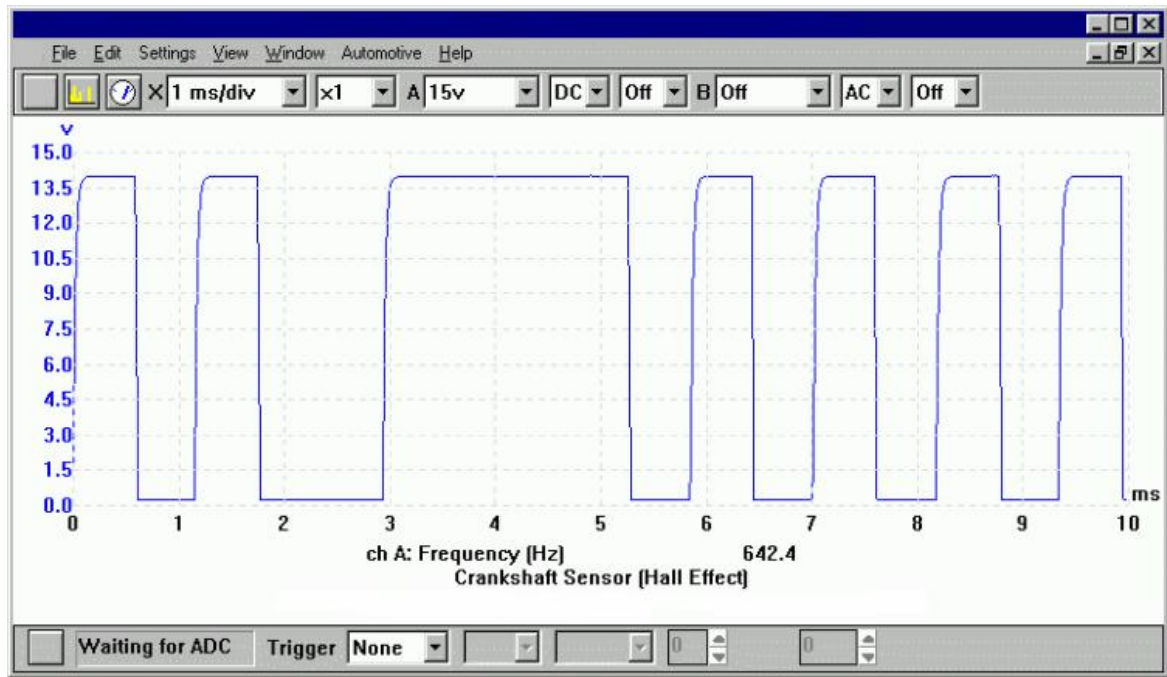 File Edit Settings View Window Automotive Help
X 1 ms/div x1 A 15v DC Off B Off AC Off
v
15.0
13.5
12.0
10.5
9.0
7.5
6.0
4.5
3.0
1.5
0.0
ms
0 1 2 3 4 5 6 7 8 9 10
ch A: Frequency (Hz) 642.4
Crankshaft Sensor (Hall Effect)
Waiting for ADC Trigger None 0 0